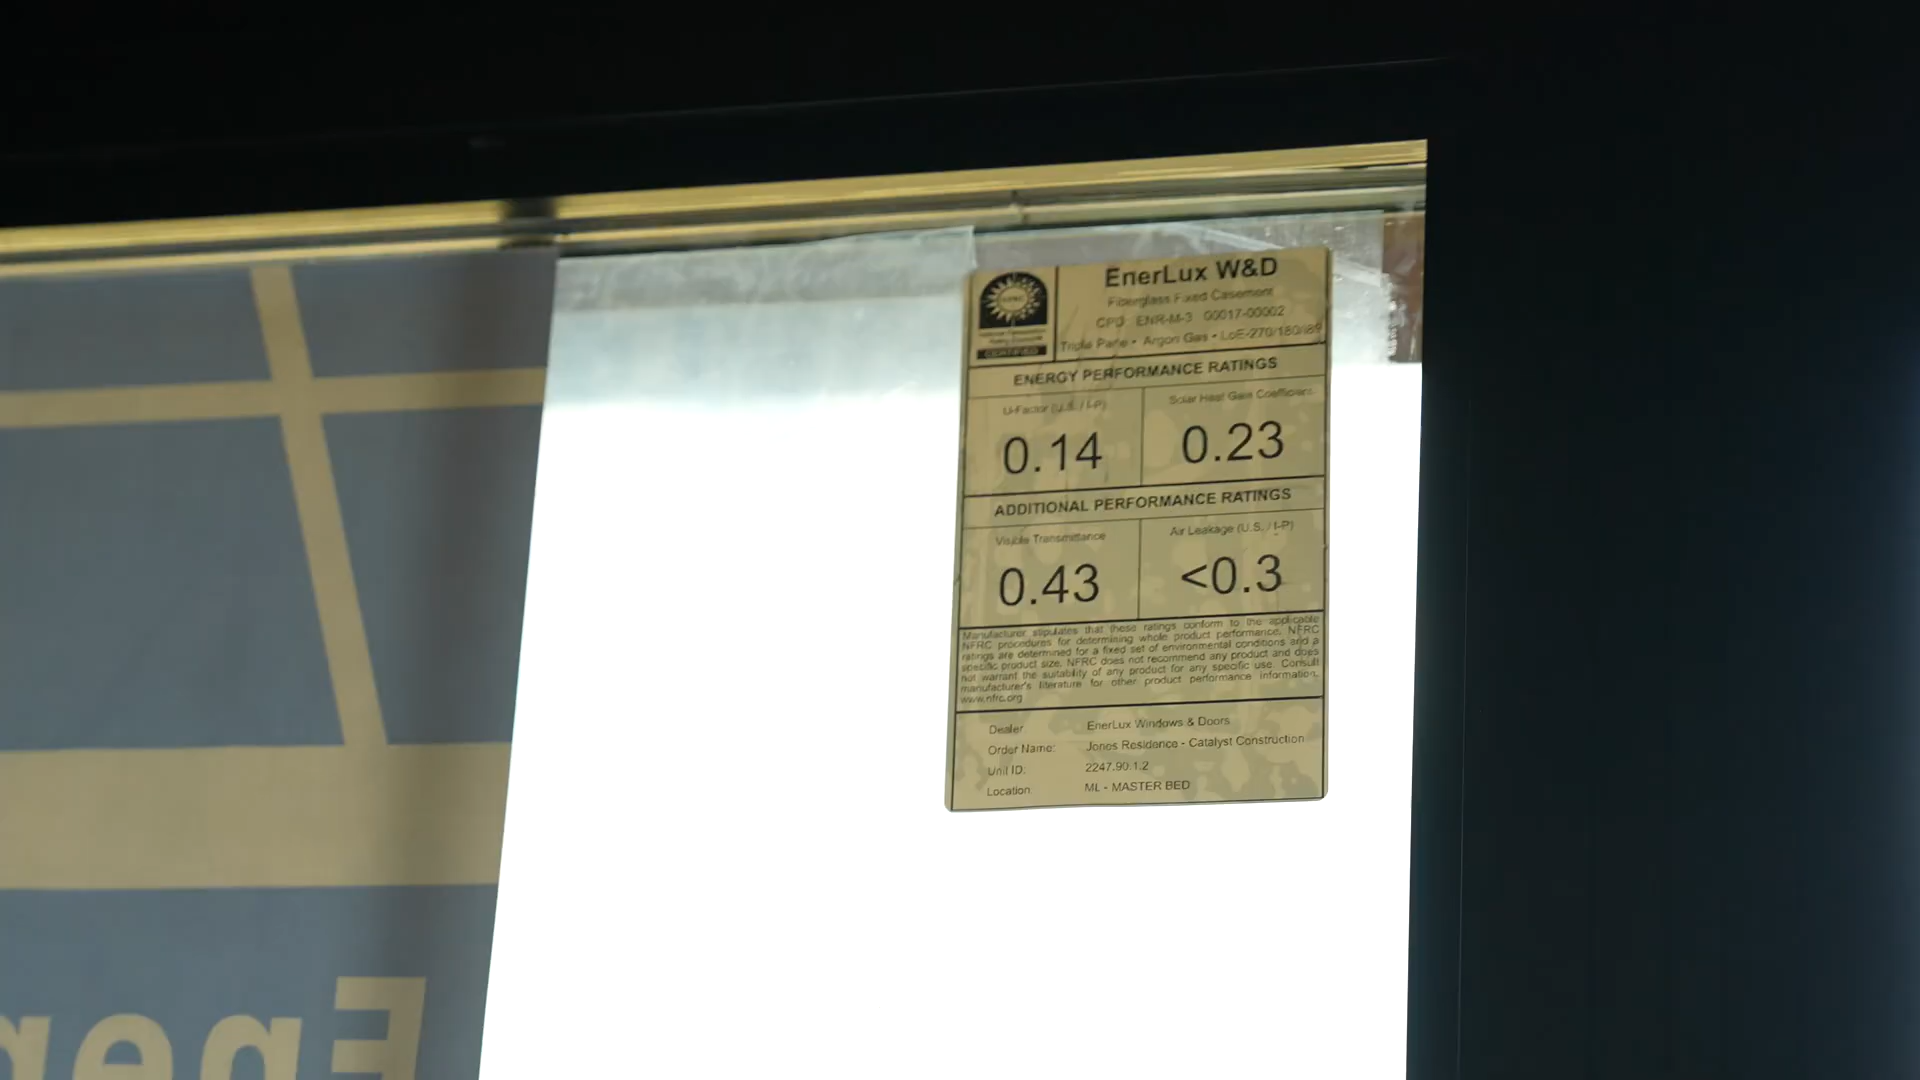 EnerLux W&D
Fiberglass Fixed Casement
CPD: ENR-M-3 00017-00002
Triple Pane • Argon Gas • LoE-270/180/i89
CERTIFIED
ENERGY PERFORMANCE RATINGS
U-Factor (U.S. / I-P)
Solar Heat Gain Coefficient
0.14
0.23
ADDITIONAL PERFORMANCE RATINGS
Visible Transmittance
Air Leakage (U.S. / I-P)
0.43
<0.3
Manufacturer stipulates that these ratings conform to the applicable
NFRC procedures for determining whole product performance. NFRC
ratings are determined for a fixed set of environmental conditions and a
specific product size. NFRC does not recommend any product and does
not warrant the suitability of any product for any specific use. Consult
manufacturer's literature for other product performance information.
www.nfrc.org
Dealer: EnerLux Windows & Doors
Order Name: Jones Residence - Catalyst Construction
Unit ID: 2247.90.1.2
Location: ML - MASTER BED
Ene